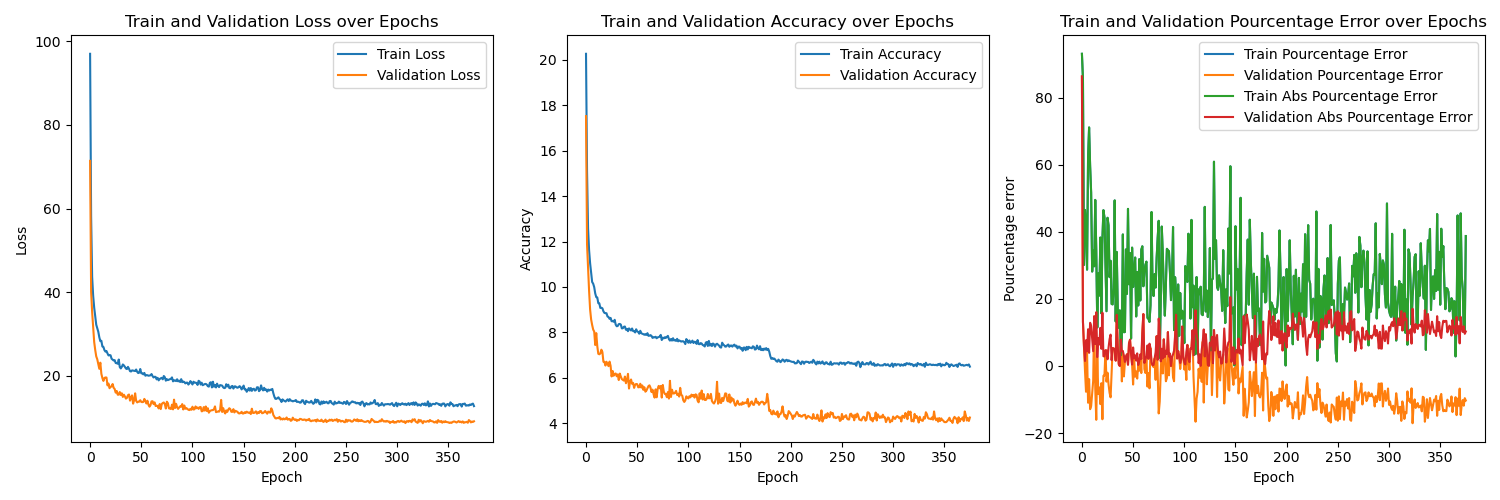 Train and Validation Loss over Epochs
100
80
60
40
20
Loss
0
50
100
150
200
250
300
350
Epoch
Train Loss
Validation Loss
Train and Validation Accuracy over Epochs
20
18
16
14
12
10
8
6
4
Accuracy
0
50
100
150
200
250
300
350
Epoch
Train Accuracy
Validation Accuracy
Train and Validation Pourcentage Error over Epochs
80
60
40
20
0
−20
Pourcentage error
0
50
100
150
200
250
300
350
Epoch
Train Pourcentage Error
Validation Pourcentage Error
Train Abs Pourcentage Error
Validation Abs Pourcentage Error